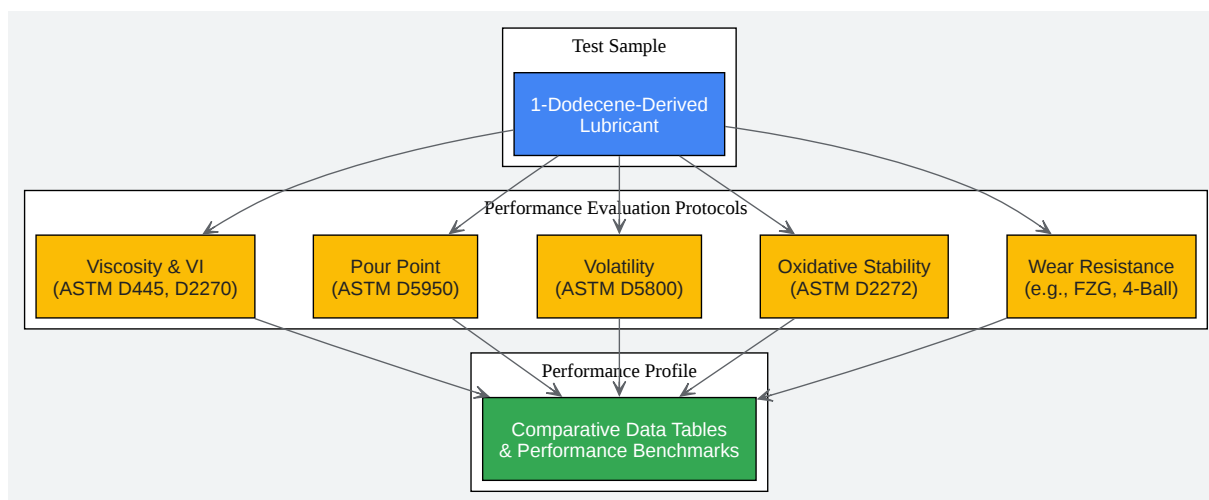 Test Sample
1-Dodecene-Derived
Lubricant
Performance Evaluation Protocols
Viscosity & VI
(ASTM D445, D2270)
Pour Point
(ASTM D5950)
Volatility
(ASTM D5800)
Oxidative Stability
(ASTM D2272)
Wear Resistance
(e.g., FZG, 4-Ball)
Performance Profile
Comparative Data Tables
& Performance Benchmarks